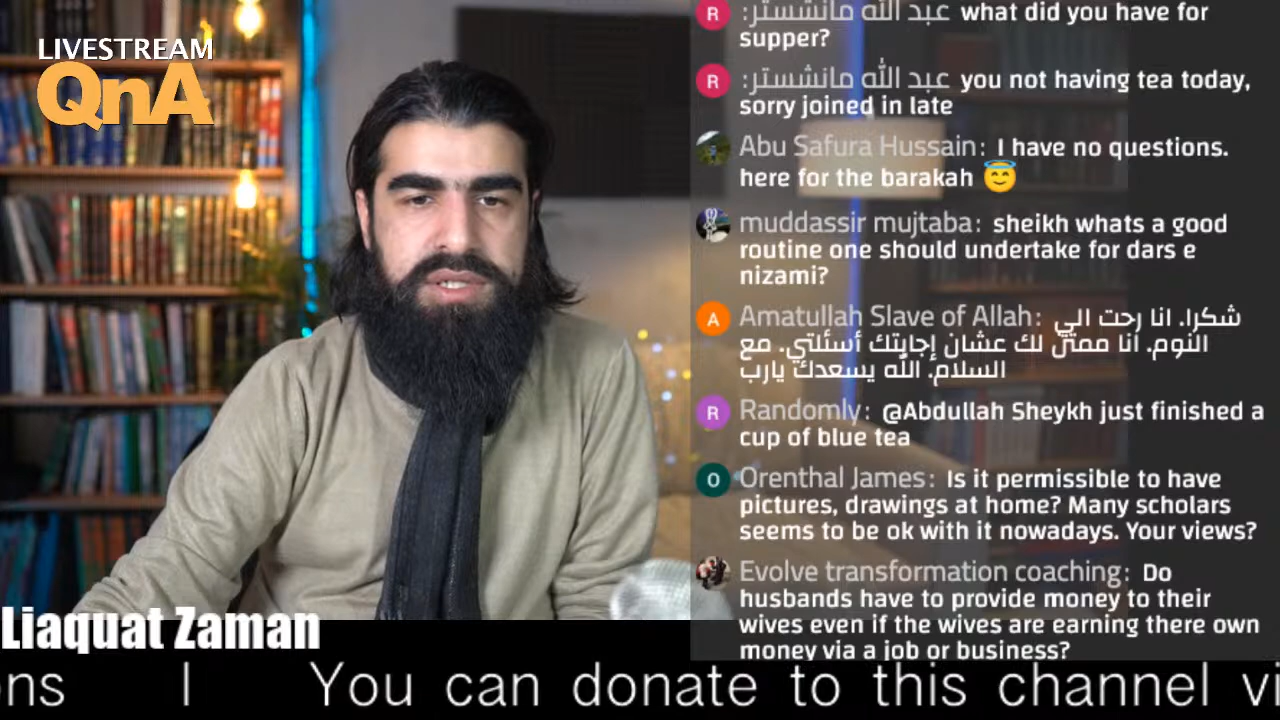 LIVESTREAM
QnA
R
عبد الله مانشستر: what did you have for
supper?
R
عبد الله مانشستر: you not having tea today,
sorry joined in late
Abu Safura Hussain: I have no questions.
here for the barakah 😇
muddassir mujtaba: sheikh whats a good
routine one should undertake for dars e
nizami?
A
Amatullah Slave of Allah: شكرا. انا رحت الي
النوم. انا ممتن لك عشان إجابتك أسئلتي. مع
السلام. الله يسعدك يارب
R
Randomly: @Abdullah Sheykh just finished a
cup of blue tea
O
Orenthal James: Is it permissible to have
pictures, drawings at home? Many scholars
seems to be ok with it nowadays. Your views?
Evolve transformation coaching: Do
husbands have to provide money to their
wives even if the wives are earning there own
money via a job or business?
Liaquat Zaman
ns | You can donate to this channel vi